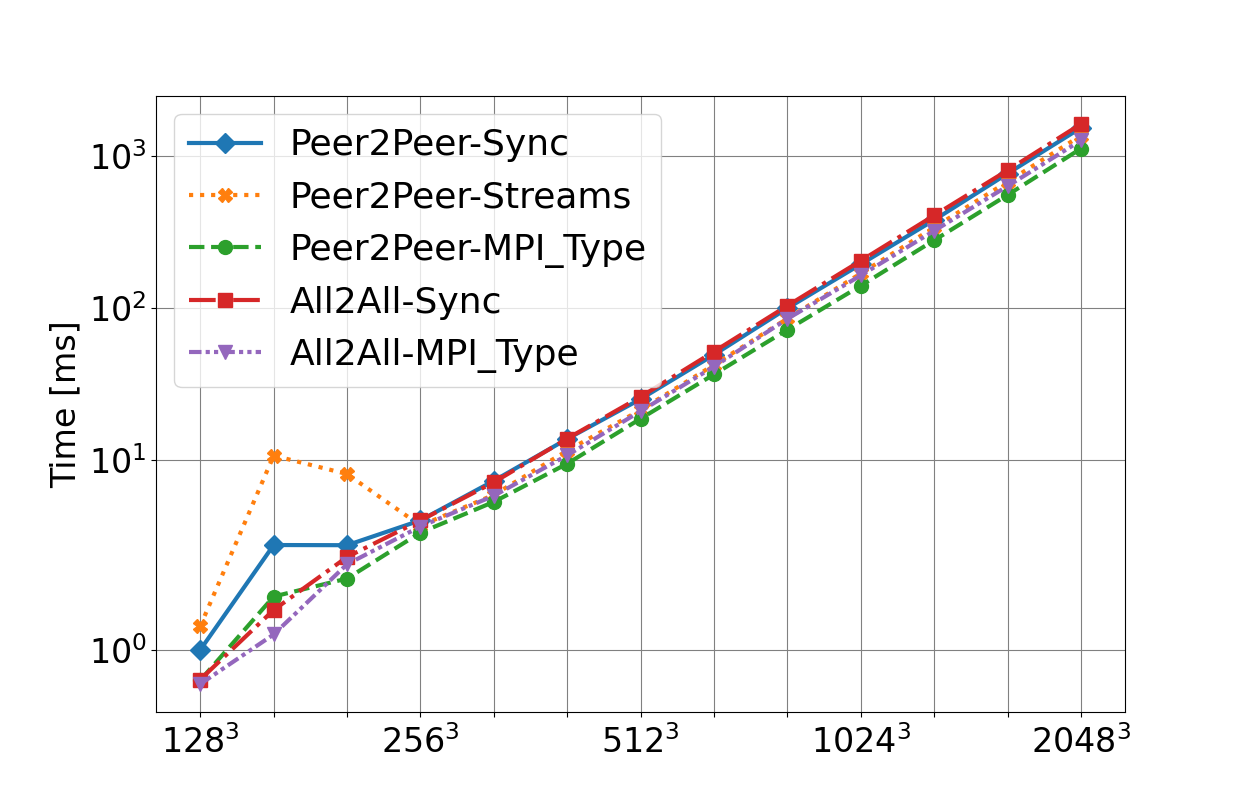 Peer2Peer-Sync
Peer2Peer-Streams
Peer2Peer-MPI_Type
All2All-Sync
All2All-MPI_Type
Time [ms]
10³
10²
10¹
10⁰
128³ 256³ 512³ 1024³ 2048³